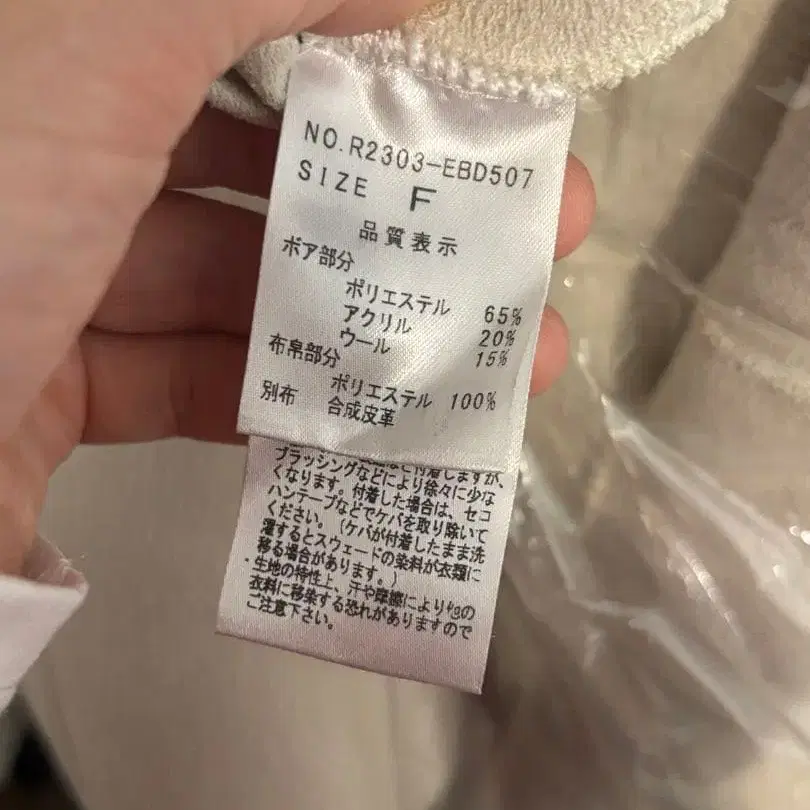 NO.R2303-EBD507
SIZE F
品質表示
ボア部分
ポリエステル 65%
アクリル 20%
ウール 15%
布帛部分
ポリエステル 100%
別布 合成皮革
付着しますが、
ブラッシングなどにより徐々に少な
くなります。付着した場合は、セロ
ハンテープなどでケバを取り除いて
ください。(ケバが付着したまま洗
濯するとスウェードの染料が衣類に
移る場合があります。)
・生地の特性上、汗や摩擦により他の
衣料に移染する恐れがありますので
ご注意下さい。